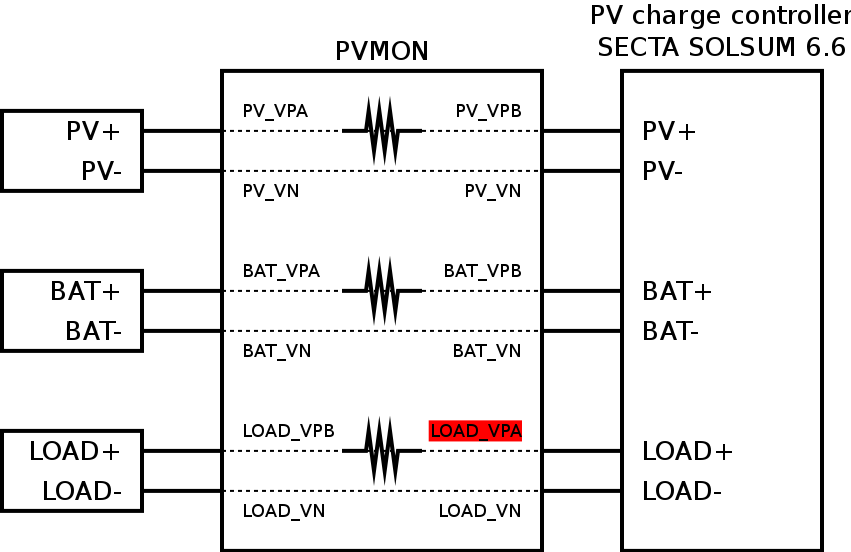 PV charge controller
SECTA SOLSUM 6.6
PVMON
PV_VPA
PV_VPB
PV+
PV+
PV-
PV-
PV_VN
PV_VN
BAT_VPA
BAT_VPB
BAT+
BAT+
BAT-
BAT-
BAT_VN
BAT_VN
LOAD_VPB
LOAD_VPA
LOAD+
LOAD+
LOAD-
LOAD-
LOAD_VN
LOAD_VN